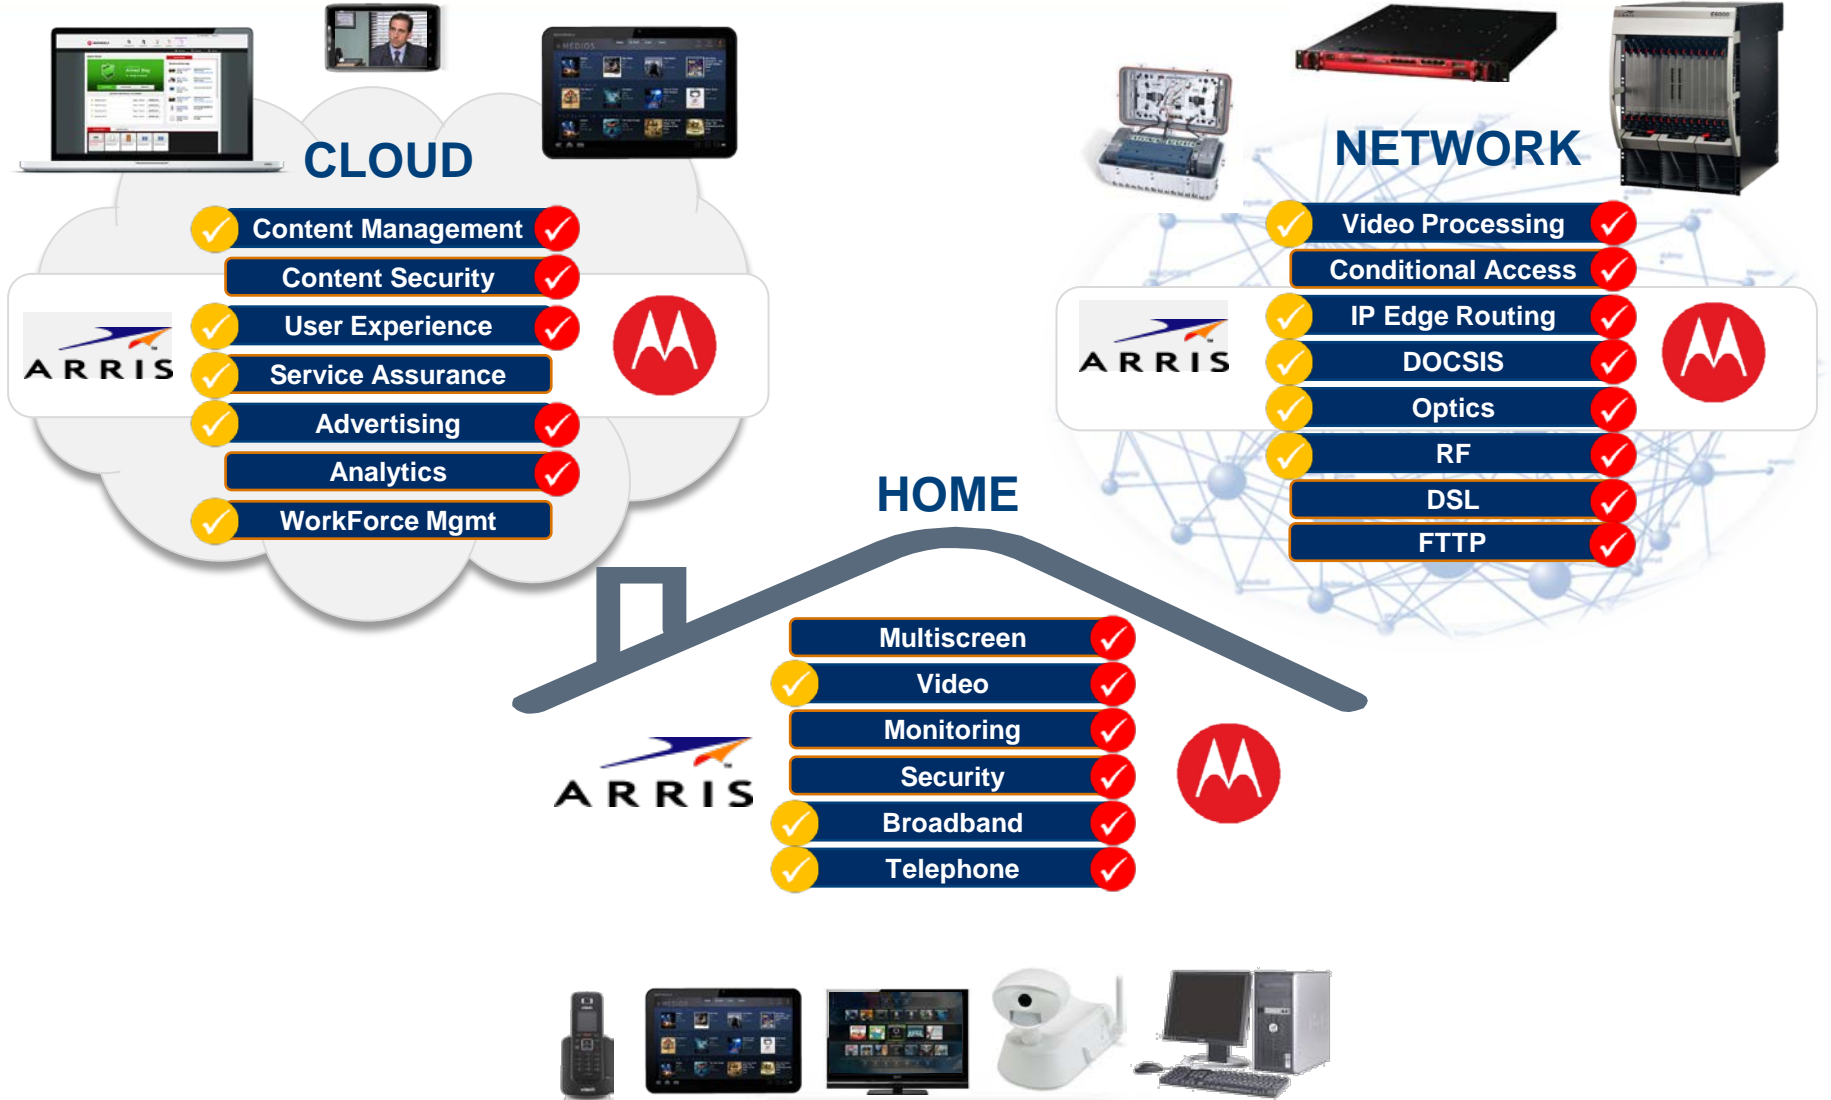 CLOUD
Content Management
Content Security
User Experience
Service Assurance
Advertising
Analytics
WorkForce Mgmt
ARRIS
NETWORK
Video Processing
Conditional Access
IP Edge Routing
DOCSIS
Optics
RF
DSL
FTTP
ARRIS
HOME
Multiscreen
Video
Monitoring
Security
Broadband
Telephone
ARRIS